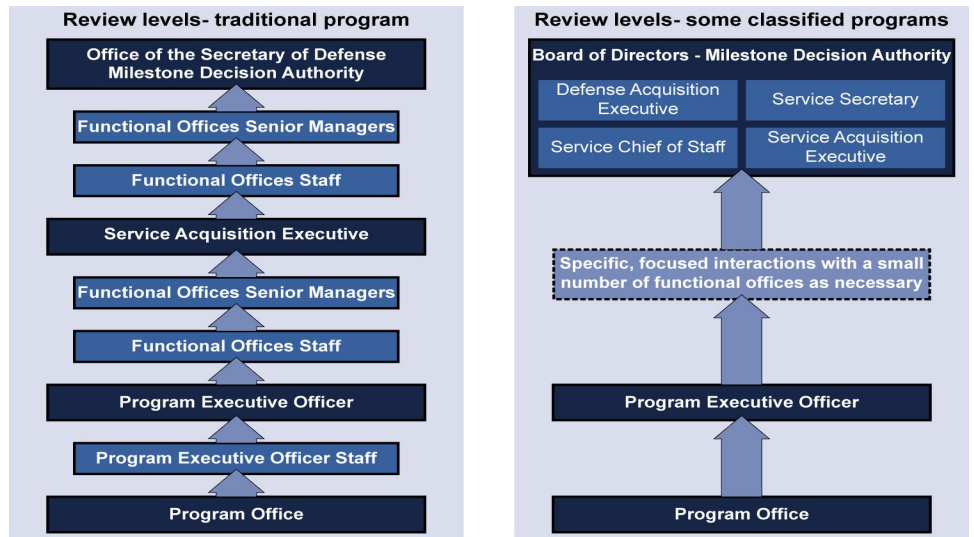 Review levels- traditional program
Office of the Secretary of Defense
Milestone Decision Authority
Functional Offices Senior Managers
Functional Offices Staff
Service Acquisition Executive
Functional Offices Senior Managers
Functional Offices Staff
Program Executive Officer
Program Executive Officer Staff
Program Office
Review levels- some classified programs
Board of Directors - Milestone Decision Authority
Defense Acquisition
Executive
Service Secretary
Service Chief of Staff
Service Acquisition
Executive
Specific, focused interactions with a small
number of functional offices as necessary
Program Executive Officer
Program Office